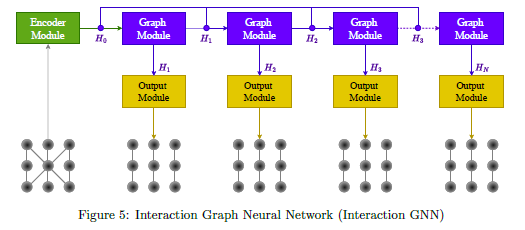 Encoder
Module
Graph
Module
Graph
Module
Graph
Module
Graph
Module
H0
H1
H2
H3
H1
H2
H3
HN
Output
Module
Output
Module
Output
Module
Output
Module
Figure 5: Interaction Graph Neural Network (Interaction GNN)